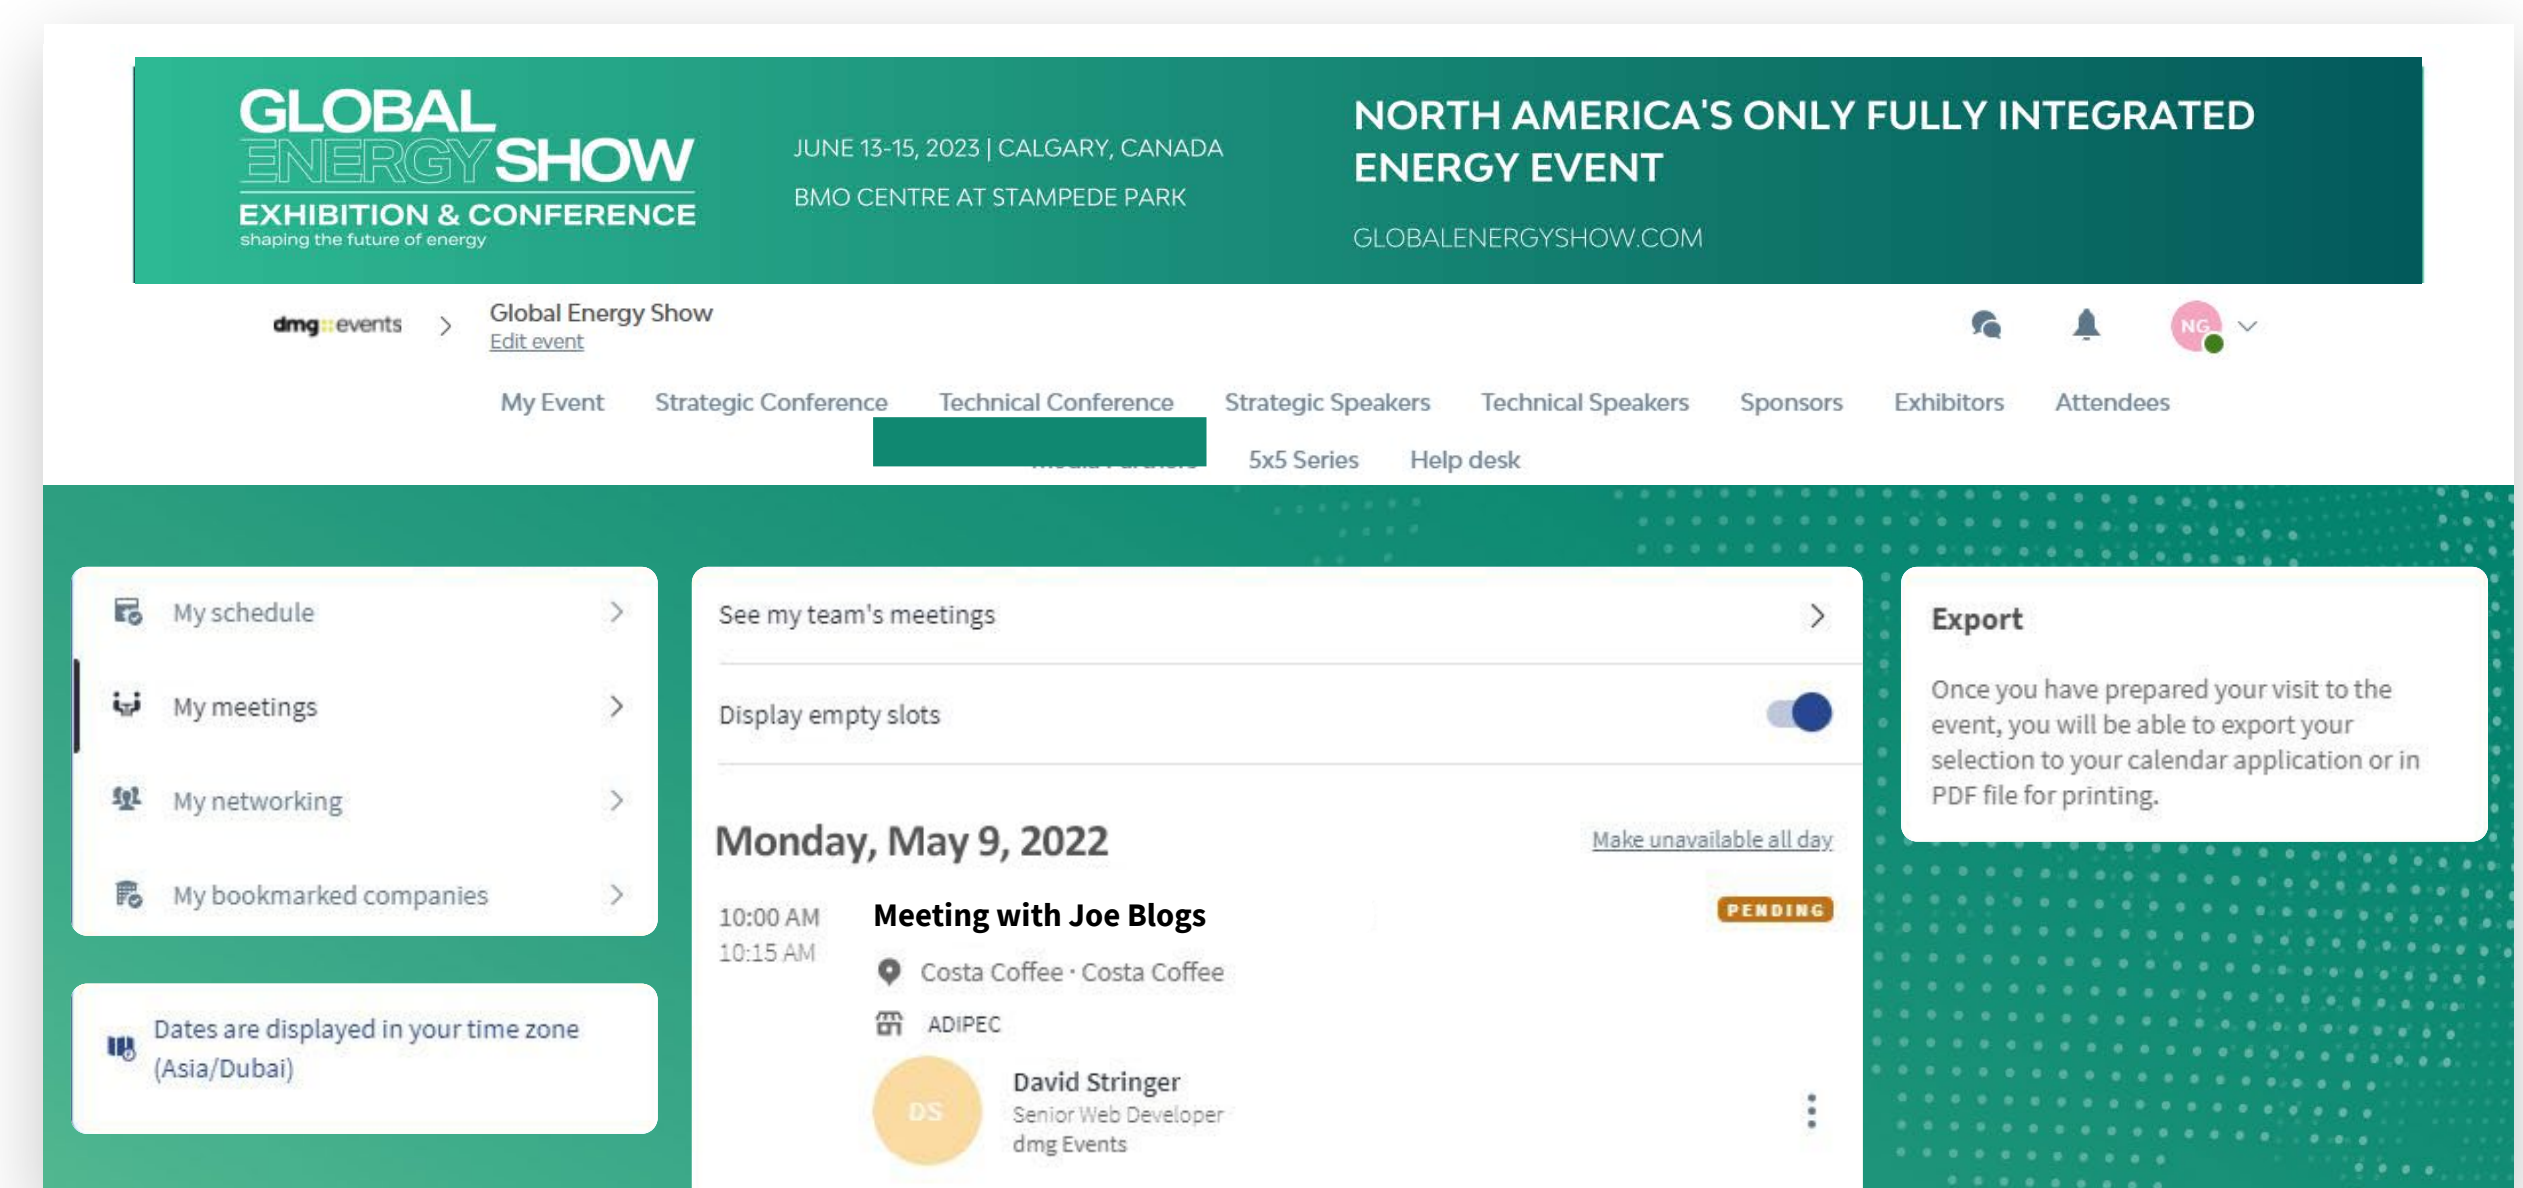 GLOBAL
ENERGY SHOW
EXHIBITION & CONFERENCE
shaping the future of energy
JUNE 13-15, 2023 | CALGARY, CANADA
BMO CENTRE AT STAMPEDE PARK
NORTH AMERICA'S ONLY FULLY INTEGRATED
ENERGY EVENT
GLOBALENERGYSHOW.COM
dmg::events
Global Energy Show
Edit event
NG
My Event Strategic Conference Technical Conference Strategic Speakers Technical Speakers Sponsors Exhibitors Attendees
5x5 Series Help desk
My schedule
My meetings
My networking
My bookmarked companies
Dates are displayed in your time zone
(Asia/Dubai)
See my team's meetings
Display empty slots
Monday, May 9, 2022
Make unavailable all day
10:00 AM
10:15 AM
Meeting with Joe Blogs
PENDING
Costa Coffee · Costa Coffee
ADIPEC
DS
David Stringer
Senior Web Developer
dmg Events
Export
Once you have prepared your visit to the
event, you will be able to export your
selection to your calendar application or in
PDF file for printing.